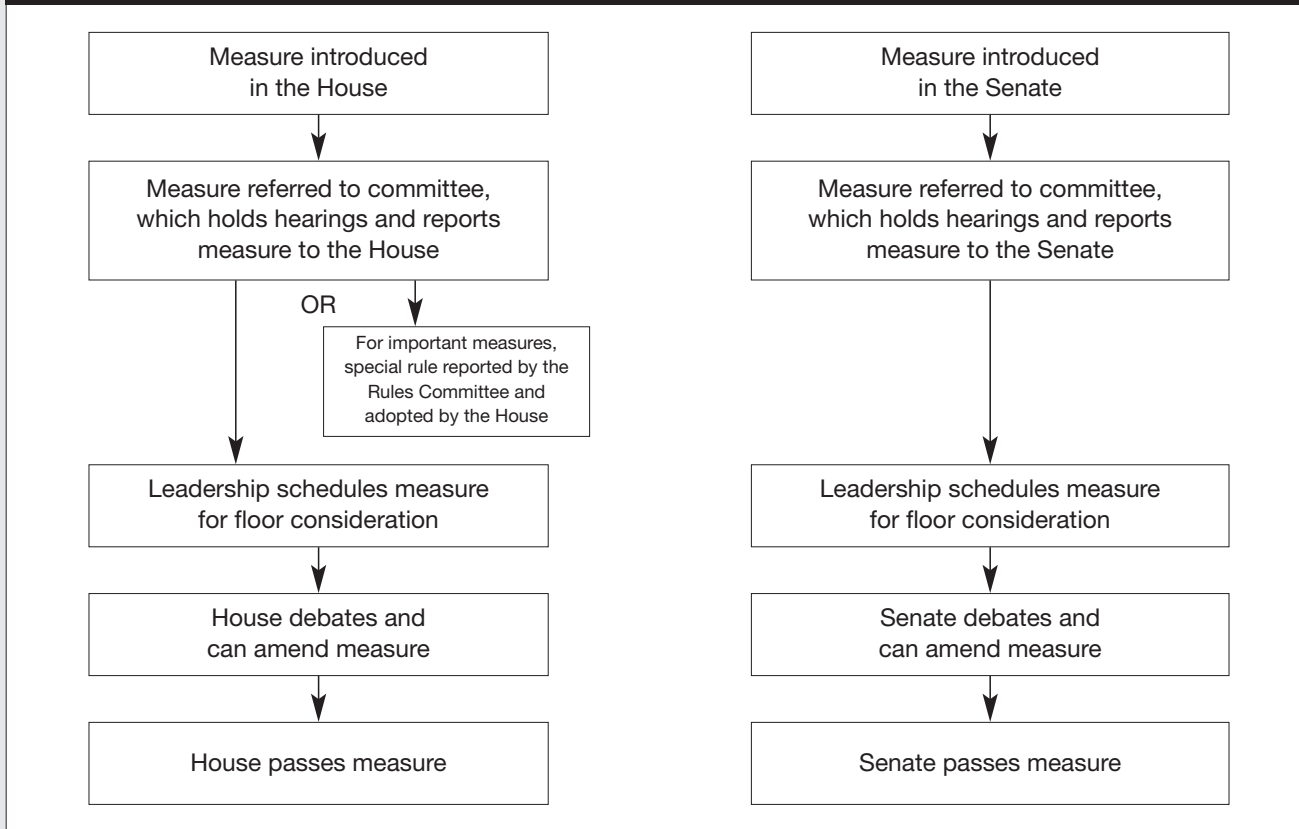 Measure introduced
in the House
Measure referred to committee,
which holds hearings and reports
measure to the House
OR
For important measures,
special rule reported by the
Rules Committee and
adopted by the House
Leadership schedules measure
for floor consideration
House debates and
can amend measure
House passes measure
Measure introduced
in the Senate
Measure referred to committee,
which holds hearings and reports
measure to the Senate
Leadership schedules measure
for floor consideration
Senate debates and
can amend measure
Senate passes measure